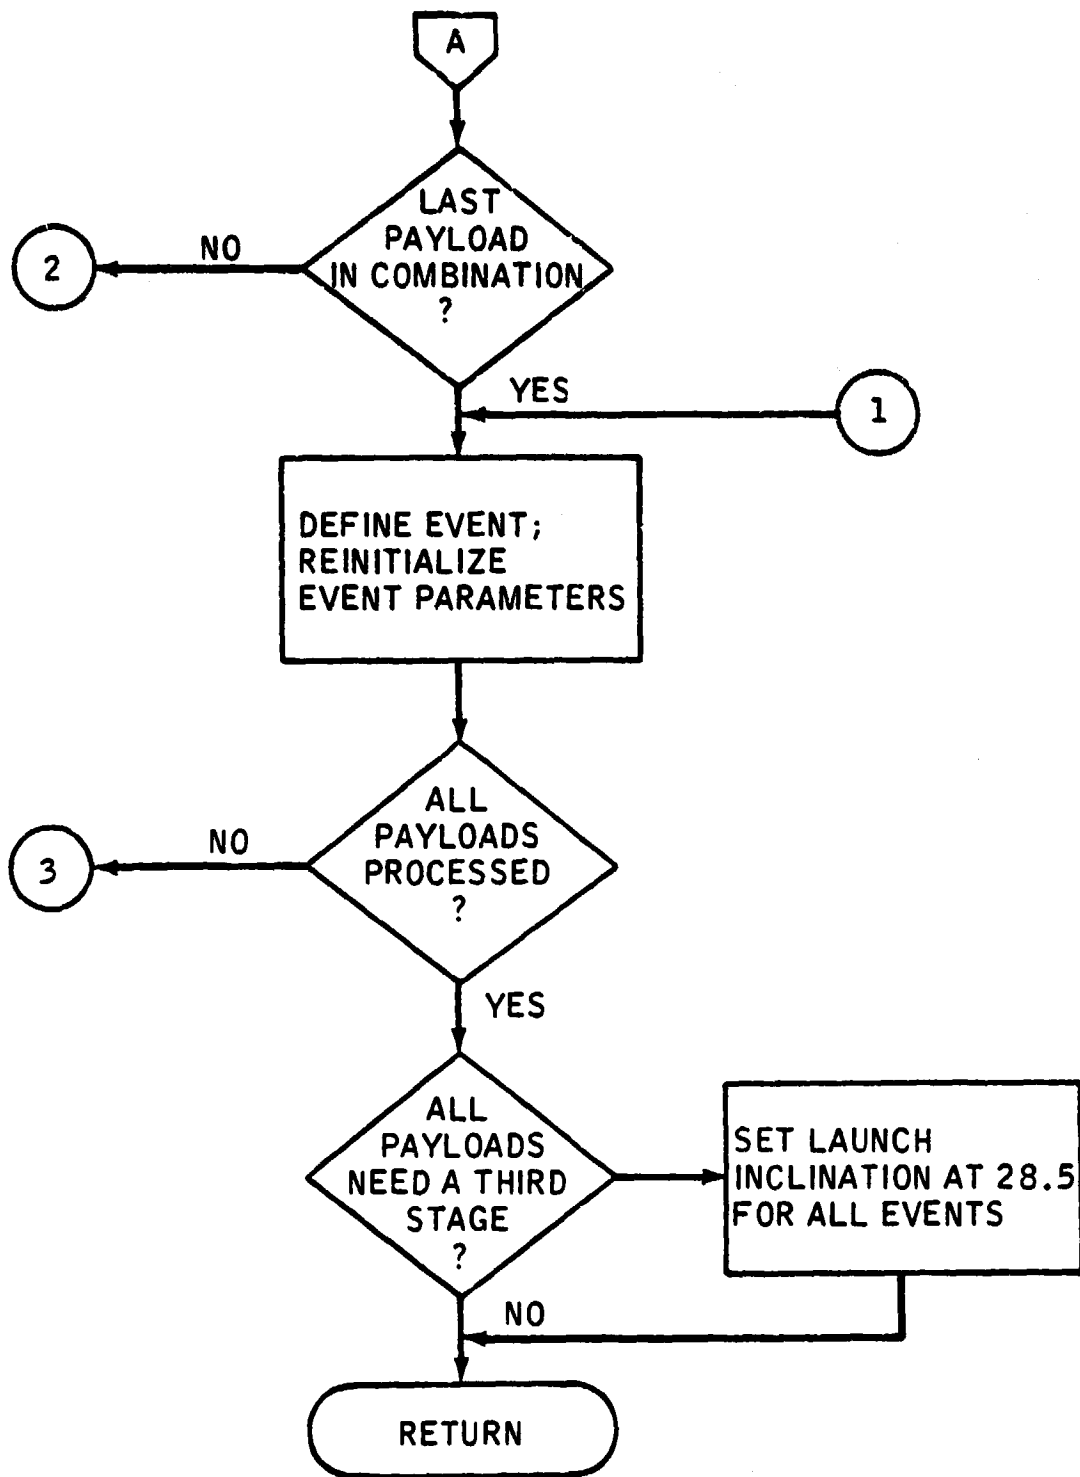 A
LAST
PAYLOAD
IN COMBINATION
?
NO
2
YES
1
DEFINE EVENT;
REINITIALIZE
EVENT PARAMETERS
ALL
PAYLOADS
PROCESSED
?
NO
3
YES
ALL
PAYLOADS
NEED A THIRD
STAGE
?
SET LAUNCH
INCLINATION AT 28.5
FOR ALL EVENTS
NO
RETURN